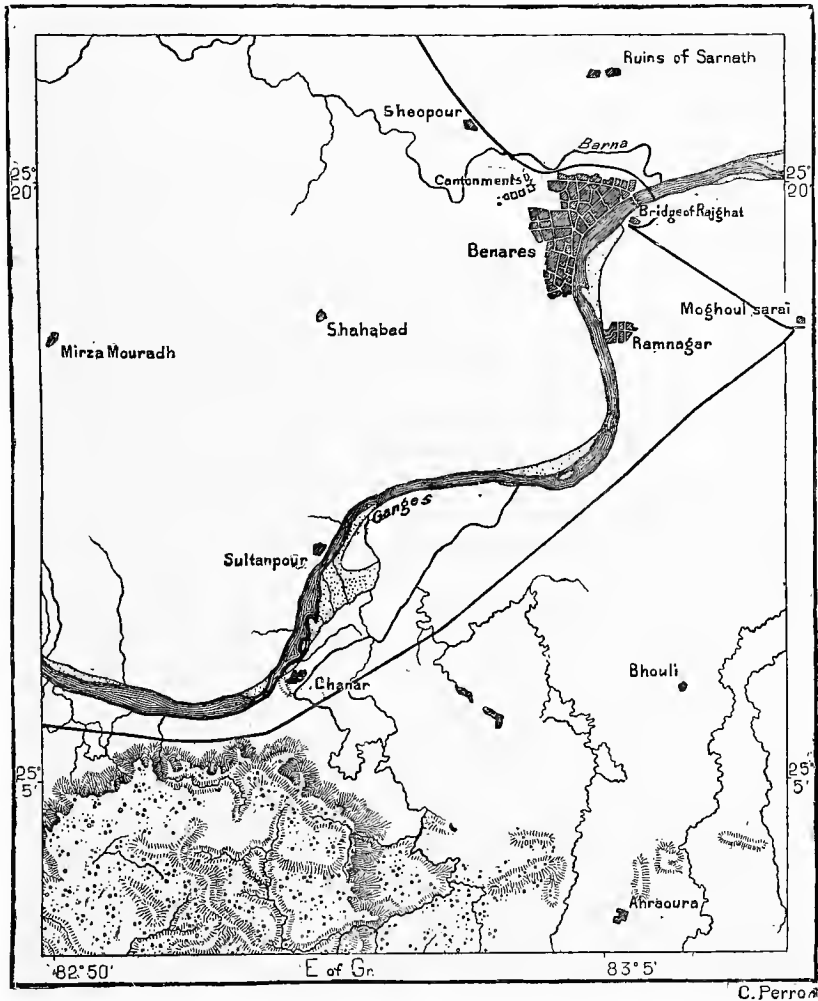 Ruins of Sarnath
Sheopour
Barna
25°
20'
25°
20'
Cantonments
Bridge of Rajghat
Benares
Moghoul saraï
Shahabad
Ramnagar
Mirza Mouradh
Ganges
Sultanpour
Chanar
Bhouli
25°
5'
25°
5'
Ahraoura
82°50'
E of Gr.
83°5'
C. Perron